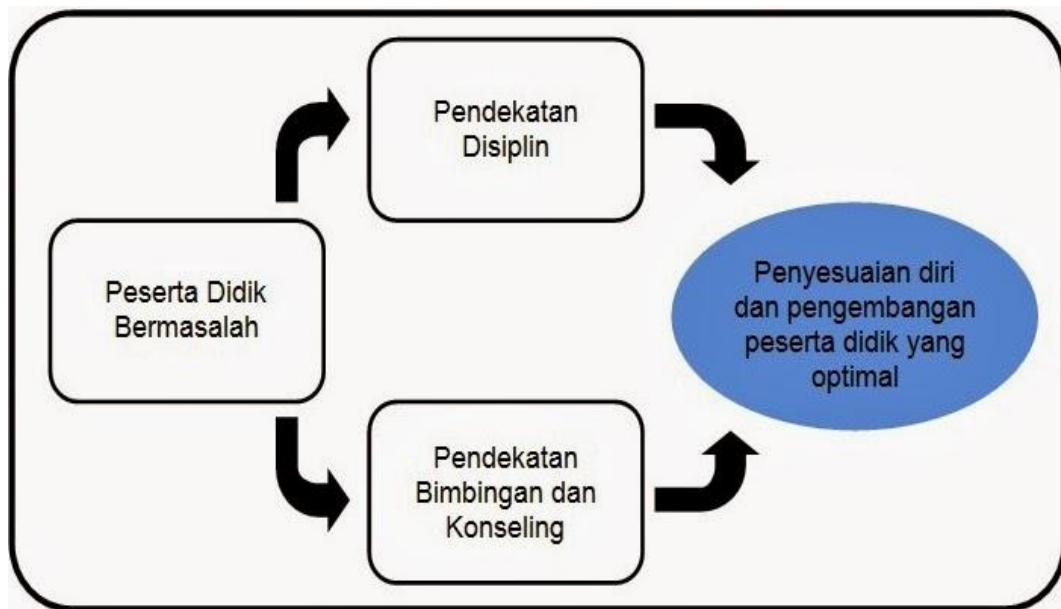 Pendekatan
Disiplin
Peserta Didik
Bermasalah
Penyesuaian diri
dan pengembangan
peserta didik yang
optimal
Pendekatan
Bimbingan dan
Konseling